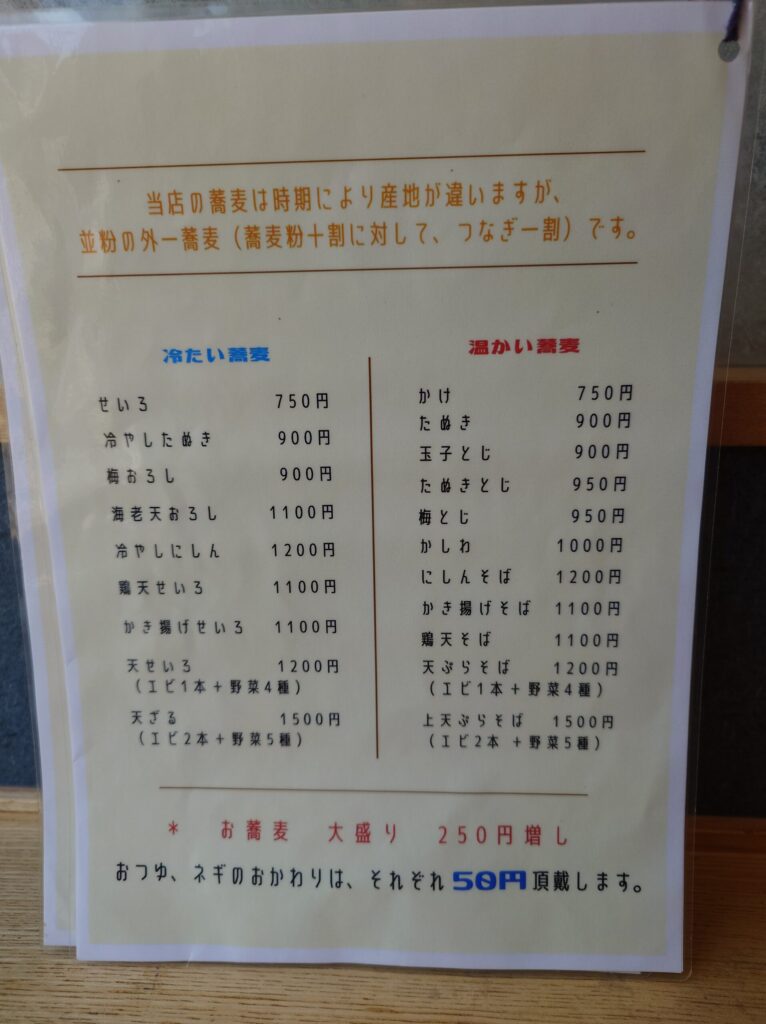 当店の蕎麦は時期により産地が違いますが、
並粉の外一蕎麦（蕎麦粉十割に対して、つなぎ一割）です。
冷たい蕎麦
せいろ 750円
冷やしたぬき 900円
梅おろし 900円
海老天おろし 1100円
冷やしにしん 1200円
鶏天せいろ 1100円
かき揚げせいろ 1100円
天せいろ 1200円
（エビ1本＋野菜4種）
天ざる 1500円
（エビ2本＋野菜5種）
温かい蕎麦
かけ 750円
たぬき 900円
玉子とじ 900円
たぬきとじ 950円
梅とじ 950円
かしわ 1000円
にしんそば 1200円
かき揚げそば 1100円
鶏天そば 1100円
天ぷらそば 1200円
（エビ1本＋野菜4種）
上天ぷらそば 1500円
（エビ2本 ＋野菜5種）
＊ お蕎麦 大盛り 250円増し
おつゆ、ネギのおかわりは、それぞれ50円頂戴します。